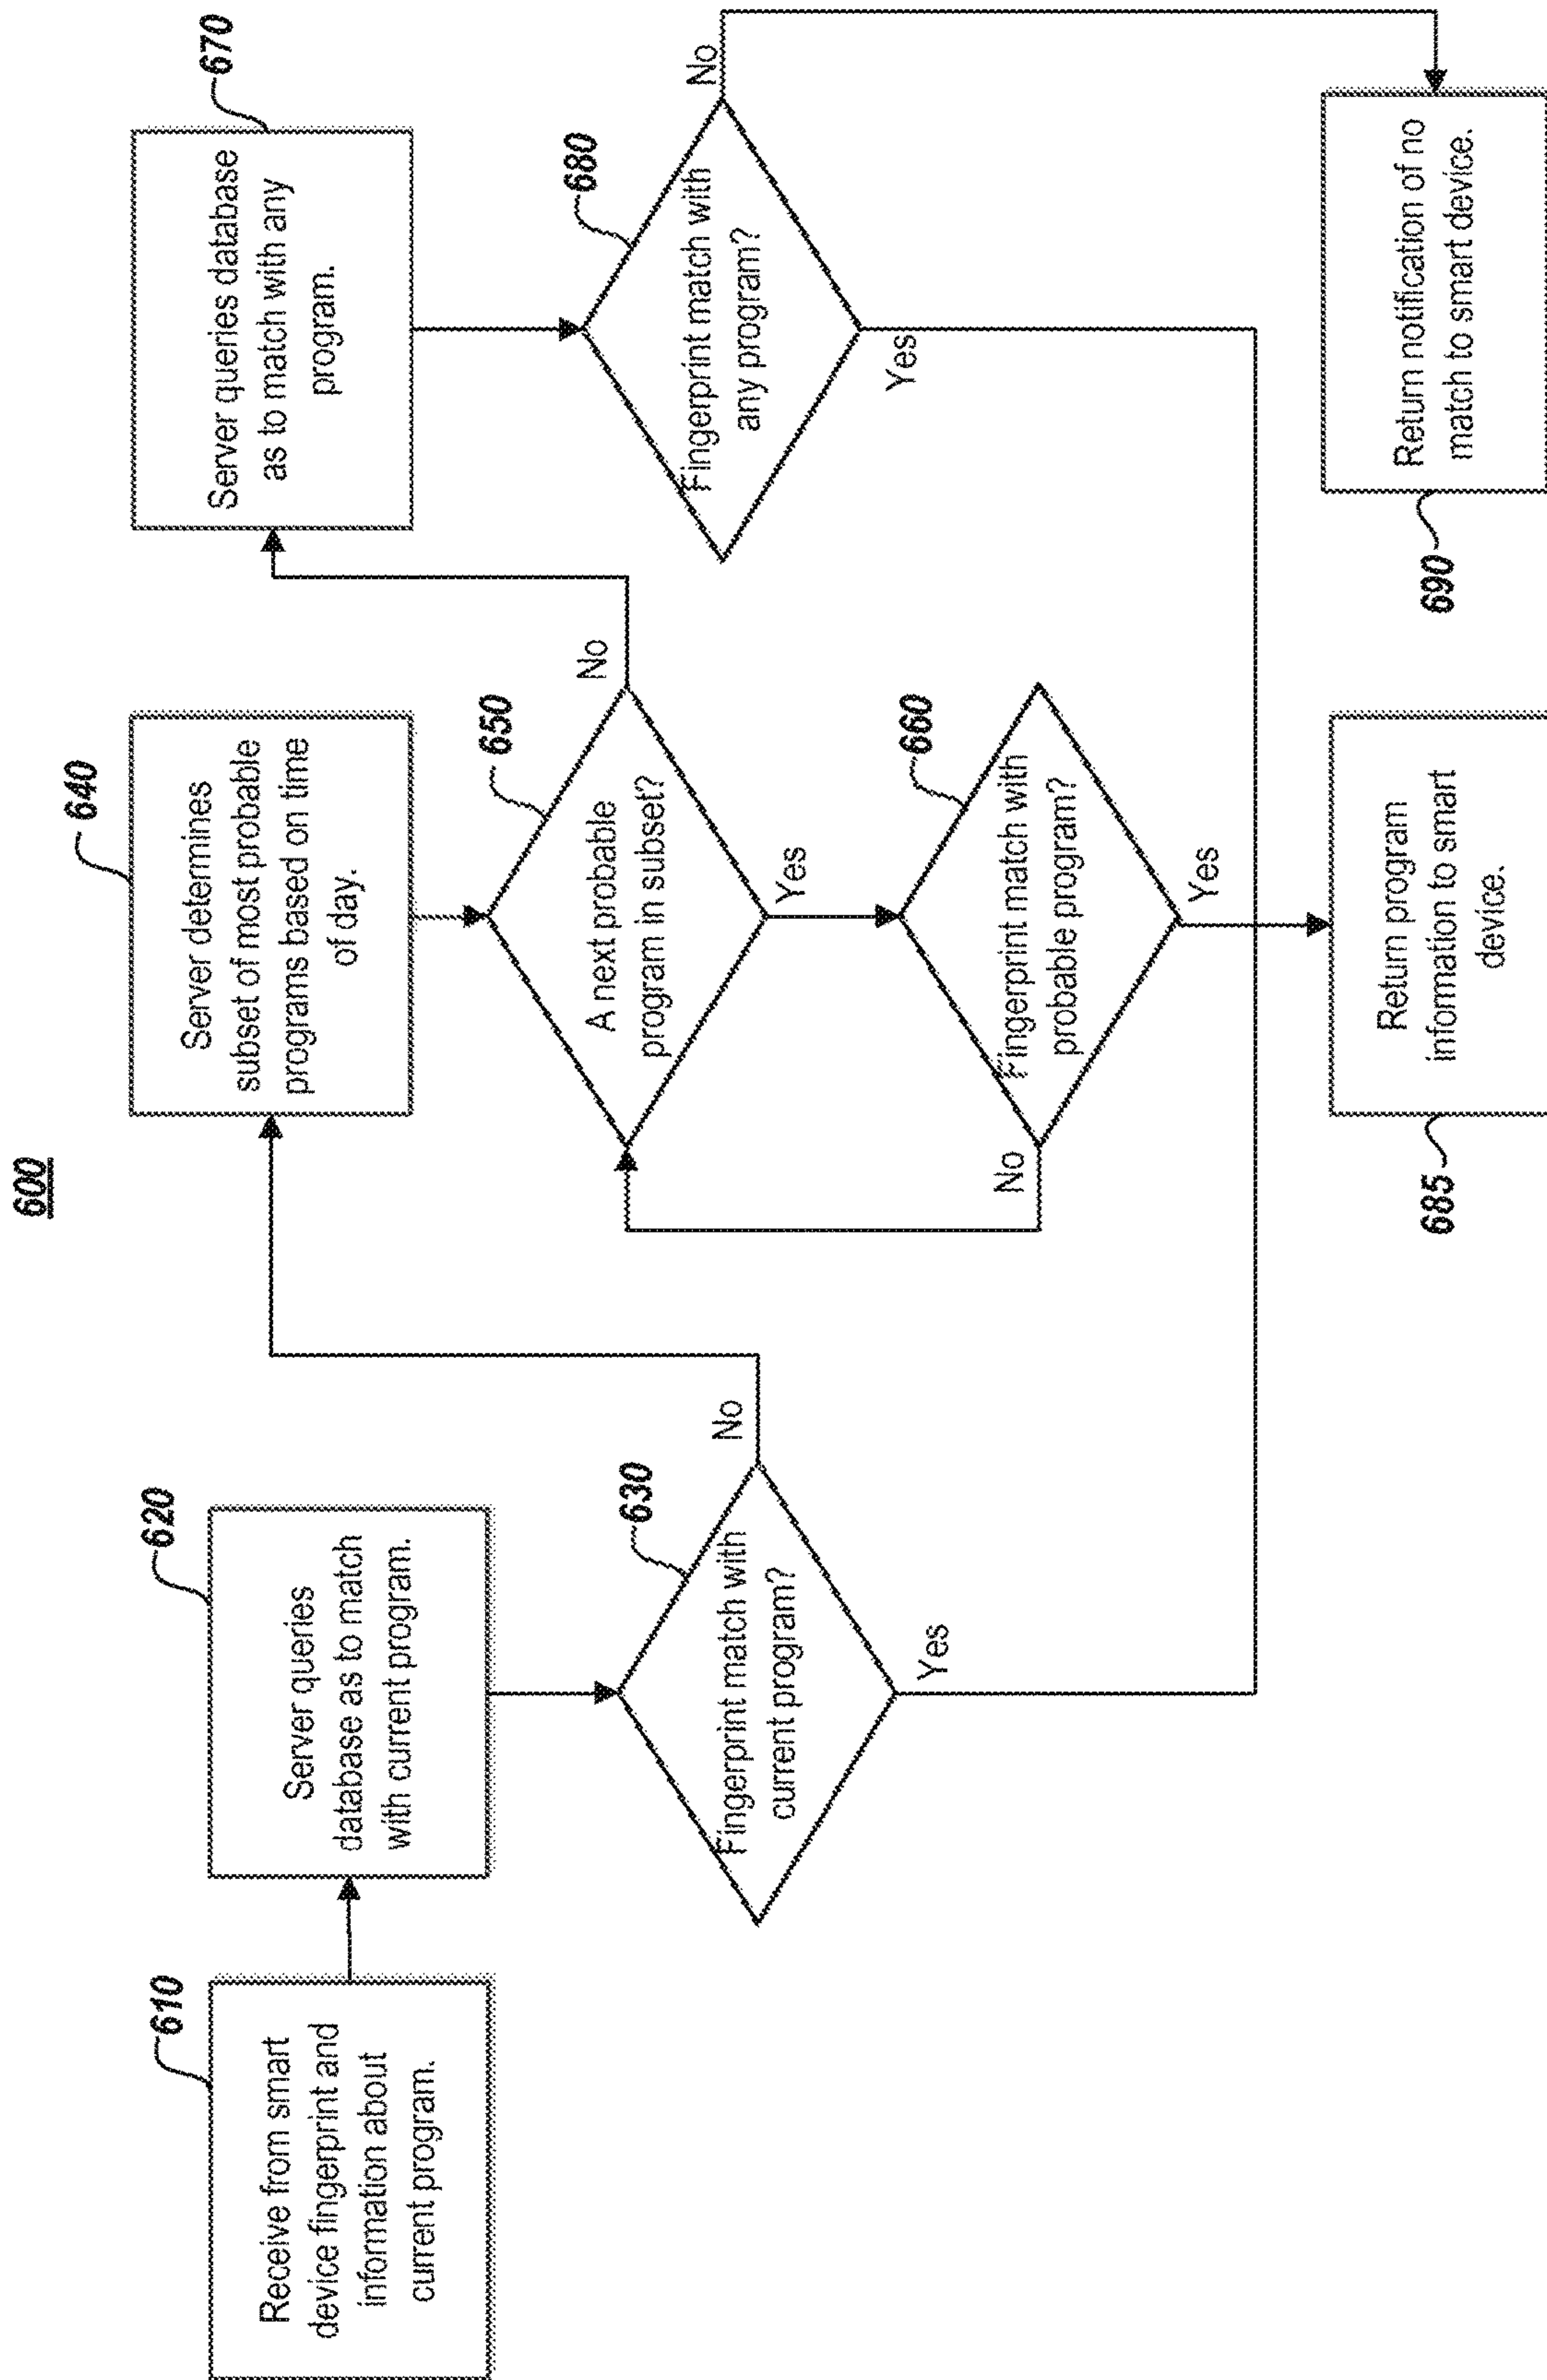 600
610
Receive from smart
device fingerprint and
information about
current program.
620
Server queries
database as to match
with current program.
630
Fingerprint match with
current program?
No
Yes
640
Server determines
subset of most probable
programs based on time
of day.
650
A next probable
program in subset?
No
Yes
660
Fingerprint match with
probable program?
No
Yes
670
Server queries database
as to match with any
program.
680
Fingerprint match with
any program?
No
Yes
685
Return program
information to smart
device.
690
Return notification of no
match to smart device.